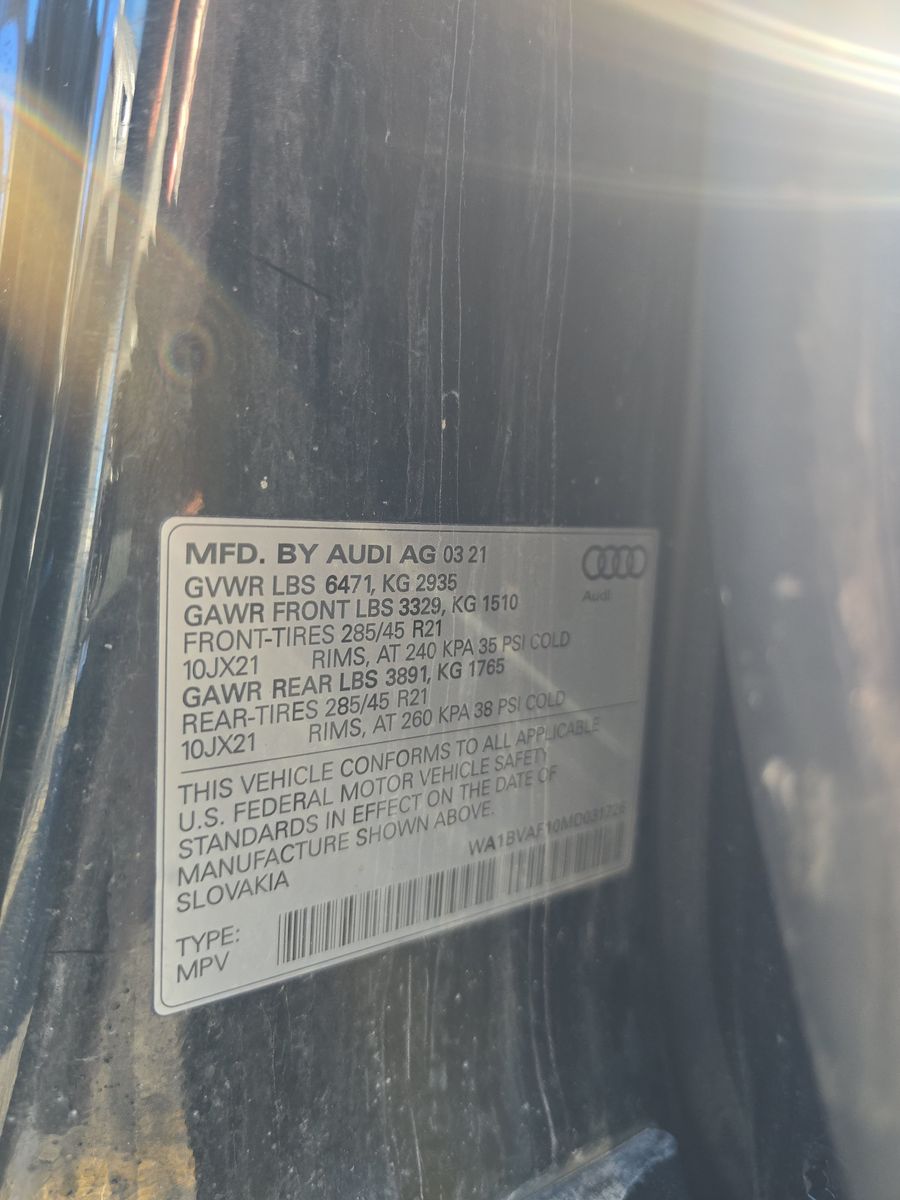 MFD. BY AUDI AG 03 21
GVWR LBS 6471, KG 2935
GAWR FRONT LBS 3329, KG 1510
FRONT-TIRES 285/45 R21
10JX21 RIMS, AT 240 KPA 35 PSI COLD
GAWR REAR LBS 3891, KG 1765
REAR-TIRES 285/45 R21
10JX21 RIMS, AT 260 KPA 38 PSI COLD
Audi
THIS VEHICLE CONFORMS TO ALL APPLICABLE
U.S. FEDERAL MOTOR VEHICLE SAFETY
STANDARDS IN EFFECT ON THE DATE OF
MANUFACTURE SHOWN ABOVE.
WA1BVAF10MD031726
SLOVAKIA
TYPE:
MPV